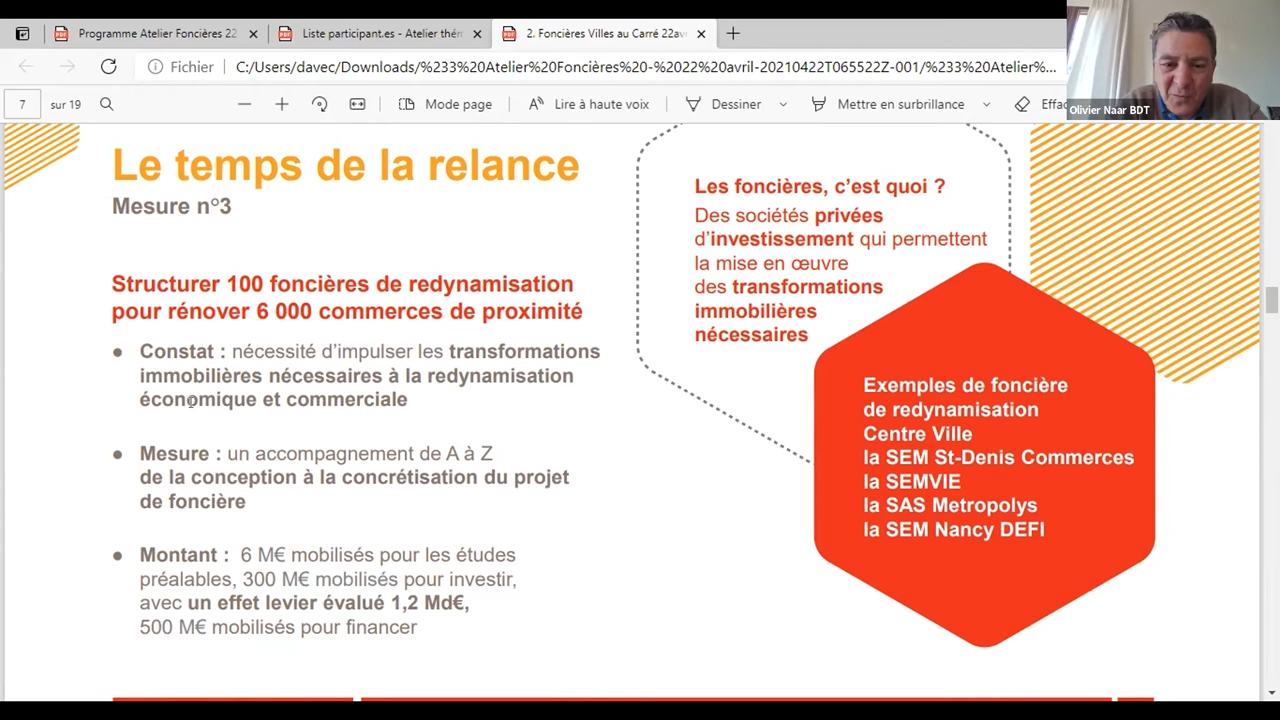 Programme Atelier Foncières 22
Liste participant.es - Atelier thér
2. Foncières Villes au Carré 22av
Fichier
C:/Users/davec/Downloads/%233%20Atelier%20Foncières%20-%2022%20avril-20210422T065522Z-001/%233%20Atelier%...
7 sur 19
Mode page
Lire à haute voix
Dessiner
Mettre en surbrillance
Effac
Olivier Naar BDT
Le temps de la relance
Mesure n°3
Structurer 100 foncières de redynamisation
pour rénover 6 000 commerces de proximité
● Constat : nécessité d’impulser les transformations
immobilières nécessaires à la redynamisation
économique et commerciale
● Mesure : un accompagnement de A à Z
de la conception à la concrétisation du projet
de foncière
● Montant : 6 M€ mobilisés pour les études
préalables, 300 M€ mobilisés pour investir,
avec un effet levier évalué 1,2 Md€,
500 M€ mobilisés pour financer
Les foncières, c’est quoi ?
Des sociétés privées
d’investissement qui permettent
la mise en œuvre
des transformations
immobilières
nécessaires
Exemples de foncière
de redynamisation
Centre Ville
la SEM St-Denis Commerces
la SEMVIE
la SAS Metropolys
la SEM Nancy DEFI